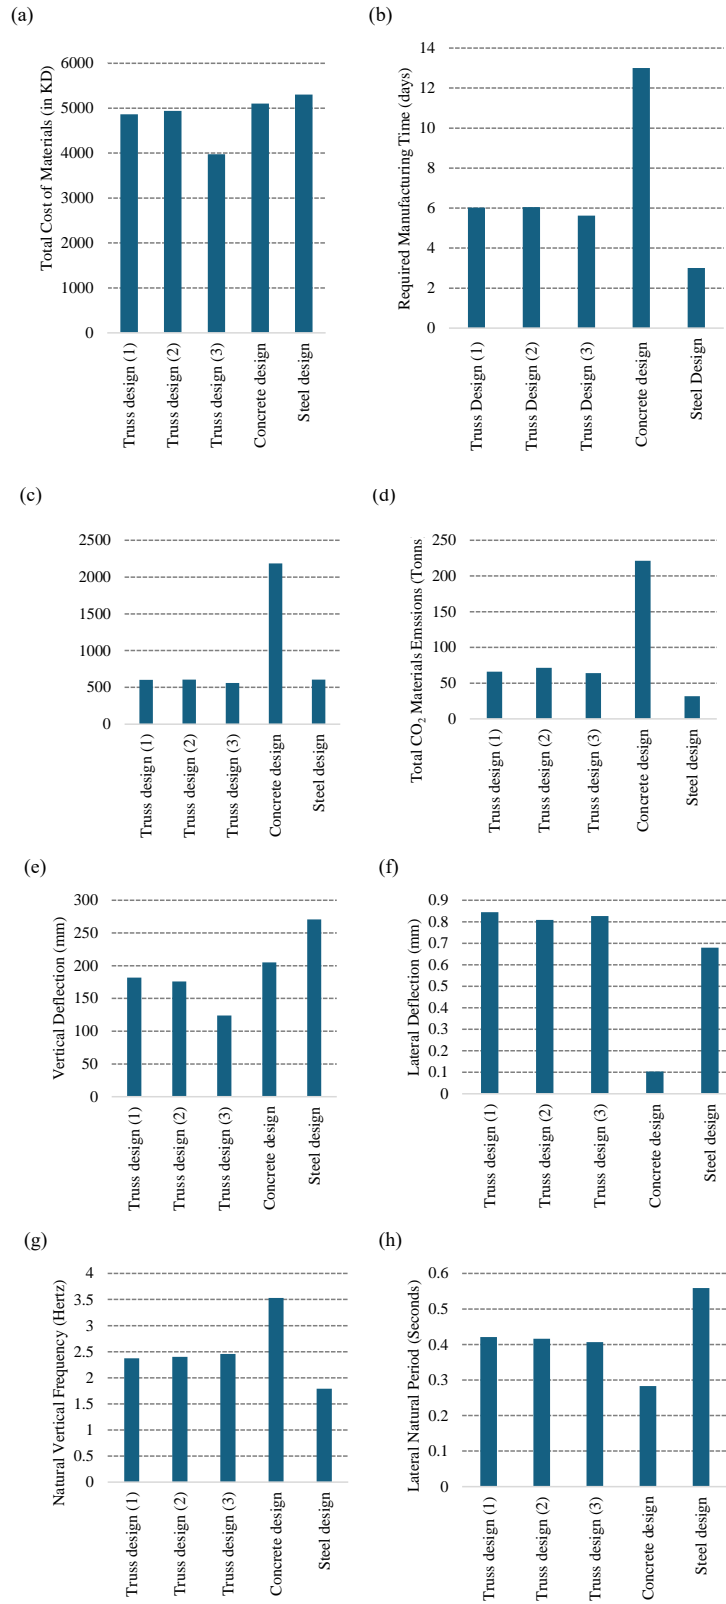 (a)
Total Cost of Materials (in KD)
6000
5000
4000
3000
2000
1000
0
Truss design (1)
Truss design (2)
Truss design (3)
Concrete design
Steel design
(b)
Required Manufacturing Time (days)
14
12
10
8
6
4
2
0
Truss Design (1)
Truss Design (2)
Truss Design (3)
Concrete design
Steel Design
(c)
2500
2000
1500
1000
500
0
Truss design (1)
Truss design (2)
Truss design (3)
Concrete design
Steel design
(d)
Total CO₂ Materials Emssions (Tonns
250
200
150
100
50
0
Truss design (1)
Truss design (2)
Truss design (3)
Concrete design
Steel design
(e)
Vertical Deflection (mm)
300
250
200
150
100
50
0
Truss design (1)
Truss design (2)
Truss design (3)
Concrete design
Steel design
(f)
Lateral Deflection (mm)
0.9
0.8
0.7
0.6
0.5
0.4
0.3
0.2
0.1
0
Truss design (1)
Truss design (2)
Truss design (3)
Concrete design
Steel design
(g)
Natural Vertical Frequency (Hertz)
4
3.5
3
2.5
2
1.5
1
0.5
0
Truss design (1)
Truss design (2)
Truss design (3)
Concrete design
Steel design
(h)
Lateral Natural Period (Seconds)
0.6
0.5
0.4
0.3
0.2
0.1
0
Truss design (1)
Truss design (2)
Truss design (3)
Concrete design
Steel design